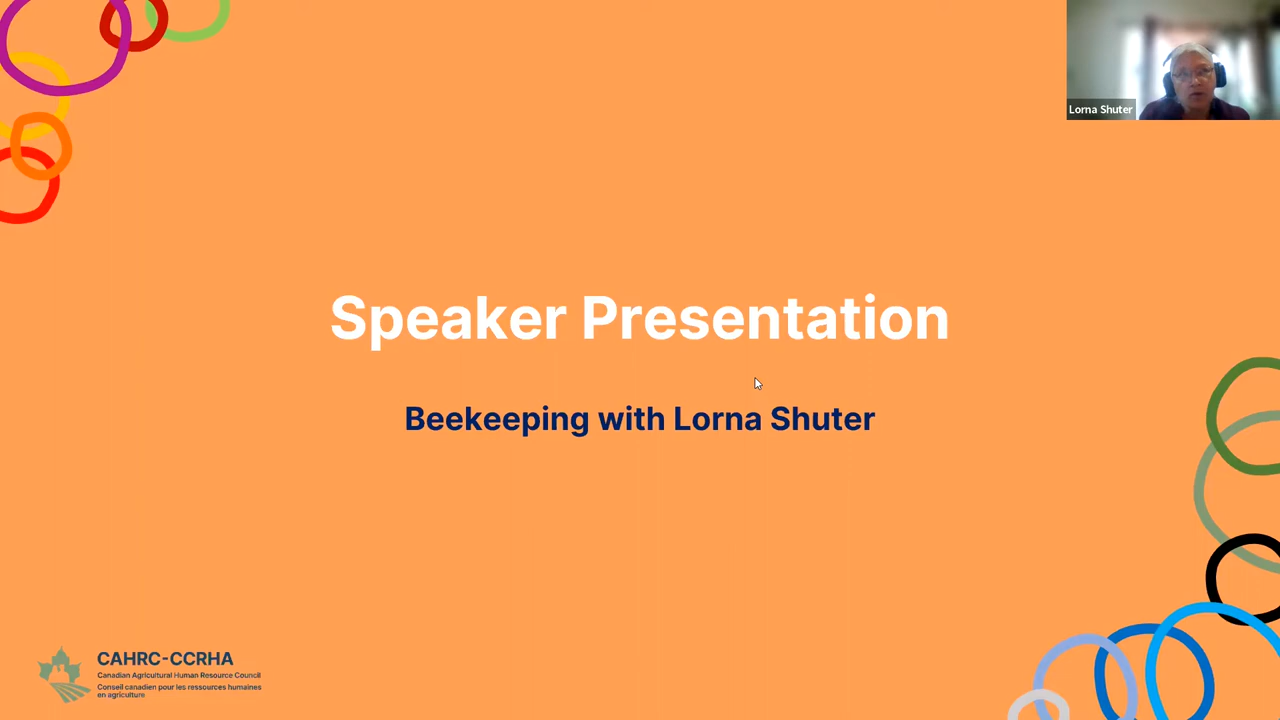 Lorna Shuter
Speaker Presentation
Beekeeping with Lorna Shuter
CAHRC-CCRHA
Canadian Agricultural Human Resource Council
Conseil canadien pour les ressources humaines
en agriculture